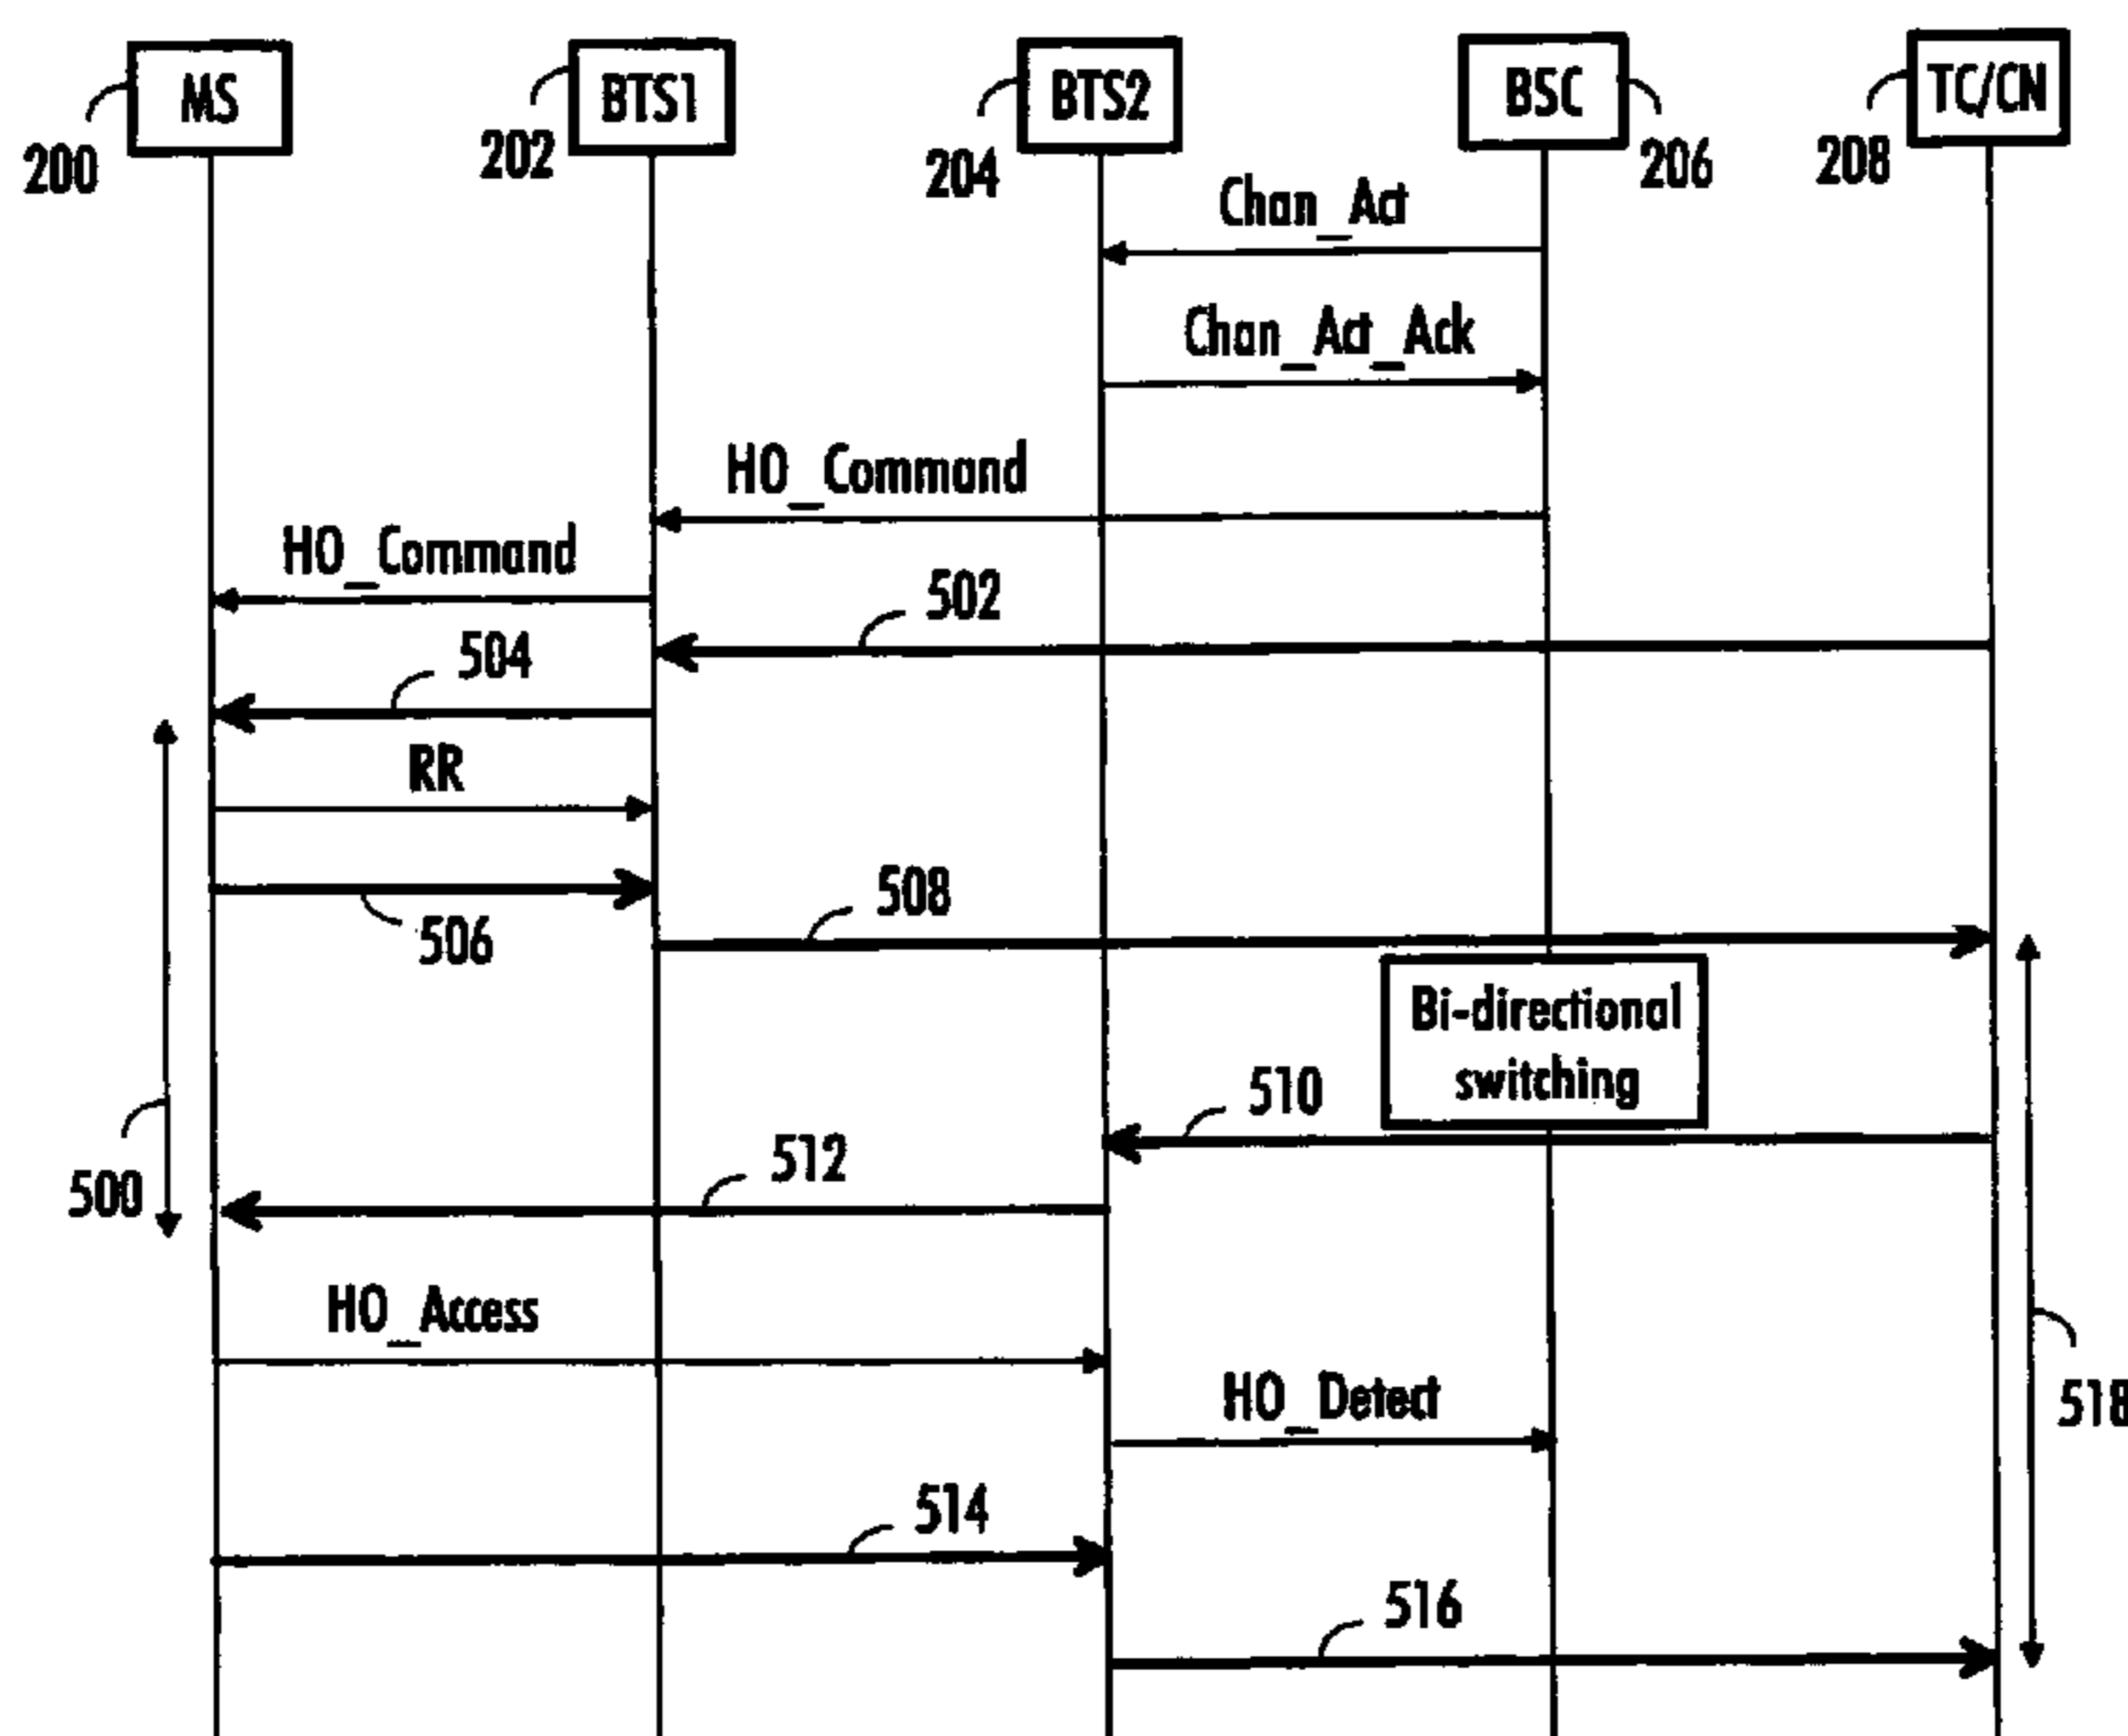 MS
BTS1
BTS2
BSC
TC/CN
200
202
204
206
208
Chan_Act
Chan_Act_Ack
HO_Command
HO_Command
502
504
RR
506
508
Bi-directional
switching
510
512
500
HO_Access
HO_Detect
518
514
516